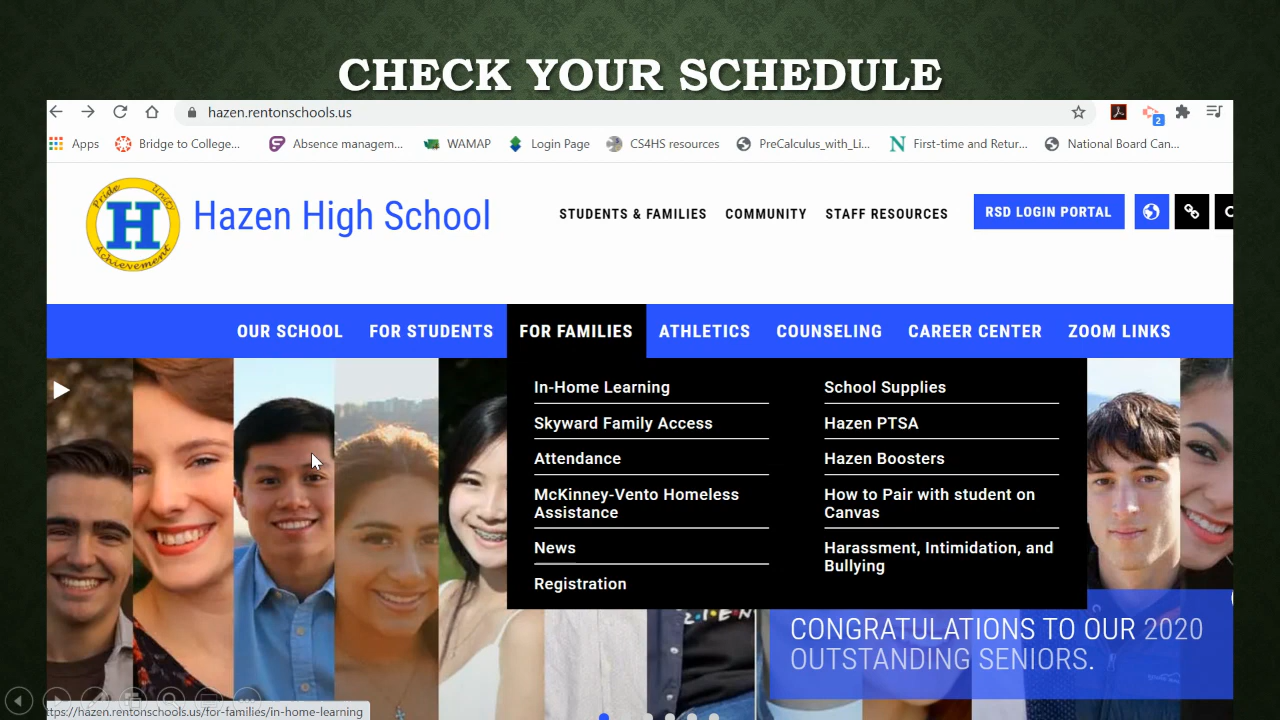 CHECK YOUR SCHEDULE
hazen.rentonschools.us
2
Apps
Bridge to College...
Absence managem...
WAMAP
Login Page
CS4HS resources
PreCalculus_with_Li...
First-time and Retur...
National Board Can...
Pride Unity
H
Achievement
Hazen High School
STUDENTS & FAMILIES
COMMUNITY
STAFF RESOURCES
RSD LOGIN PORTAL
OUR SCHOOL
FOR STUDENTS
FOR FAMILIES
ATHLETICS
COUNSELING
CAREER CENTER
ZOOM LINKS
In-Home Learning
Skyward Family Access
Attendance
McKinney-Vento Homeless
Assistance
News
Registration
School Supplies
Hazen PTSA
Hazen Boosters
How to Pair with student on
Canvas
Harassment, Intimidation, and
Bullying
CONGRATULATIONS TO OUR 2020
OUTSTANDING SENIORS.
ttps://hazen.rentonschools.us/for-families/in-home-learning